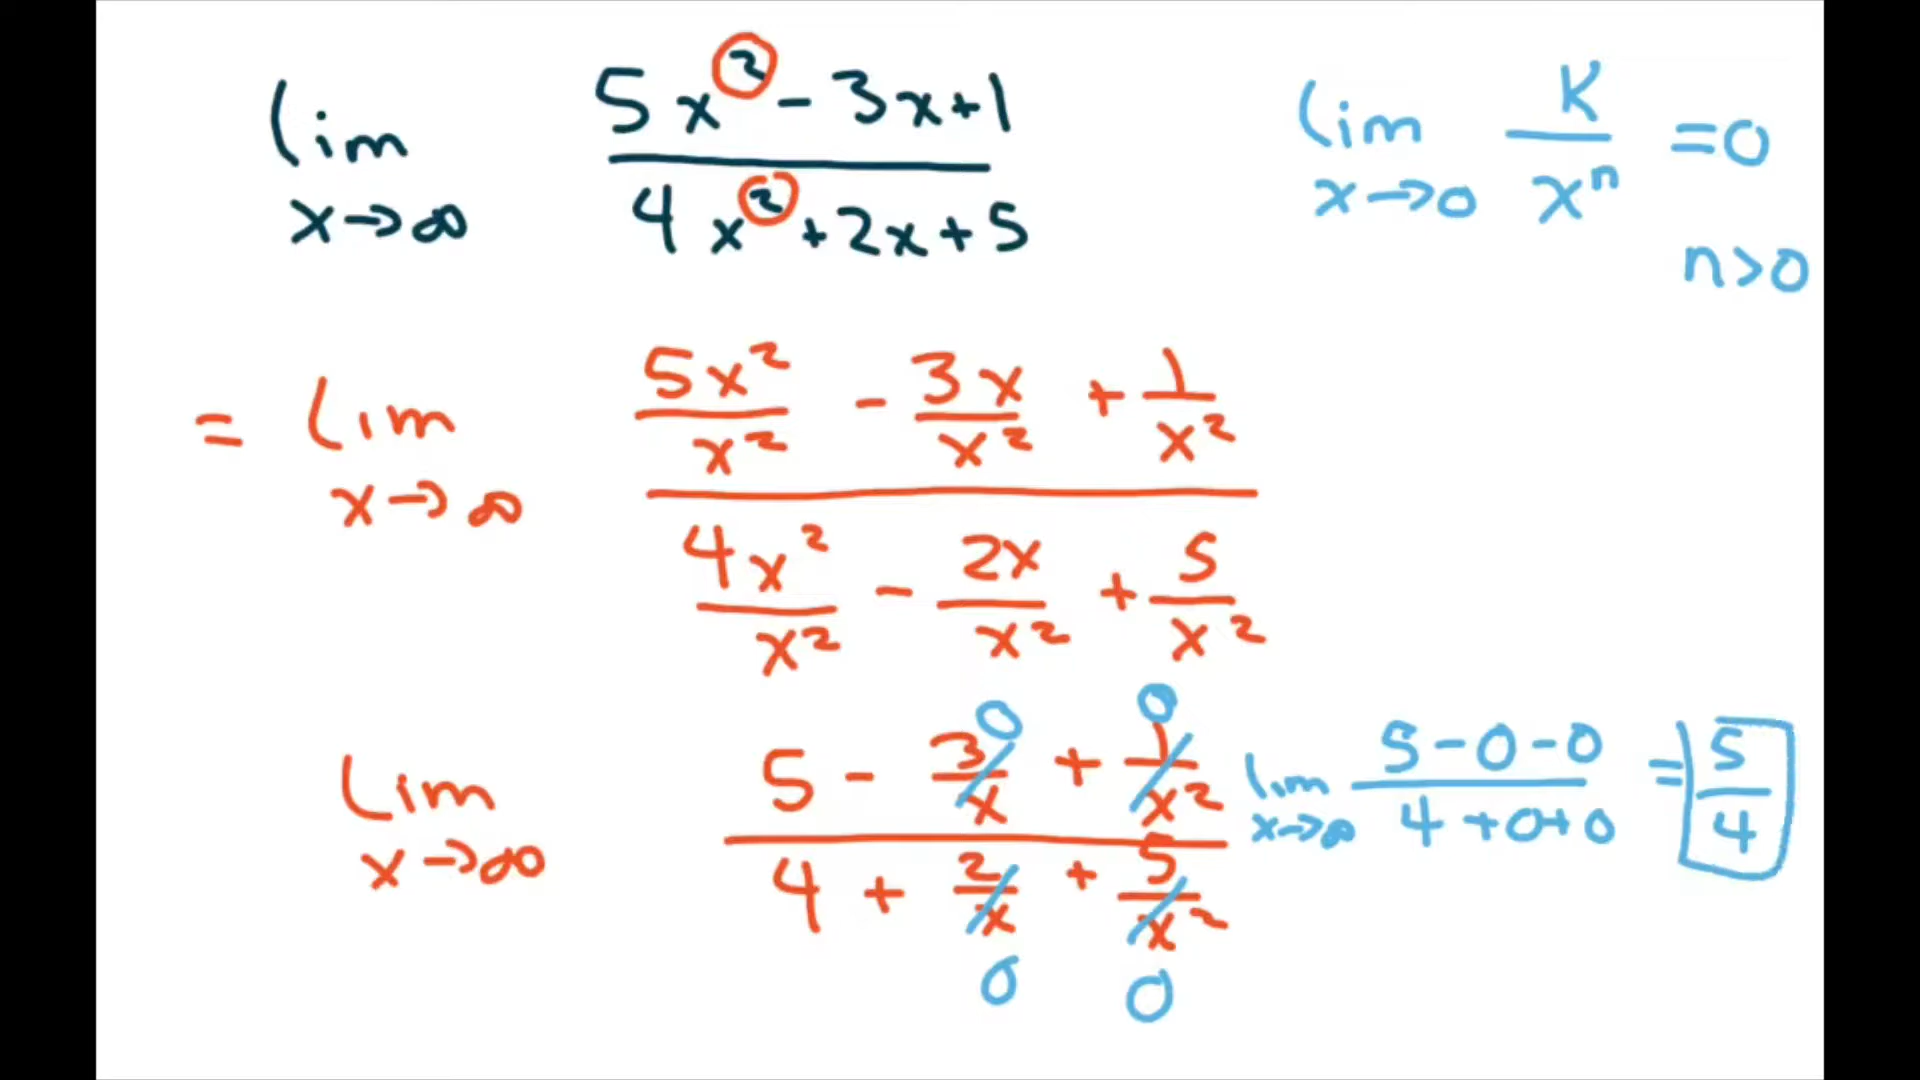 lim x→∞ (5x² - 3x + 1)/(4x² + 2x + 5)
lim x→0 K/xⁿ = 0
n > 0
= lim x→∞ (5x²/x² - 3x/x² + 1/x²)/(4x²/x² - 2x/x² + 5/x²)
0 0
lim x→∞ (5 - 3/x + 1/x²)/(4 + 2/x + 5/x²)
0 0
lim x→∞ (5 - 0 - 0)/(4 + 0 + 0) = 5/4